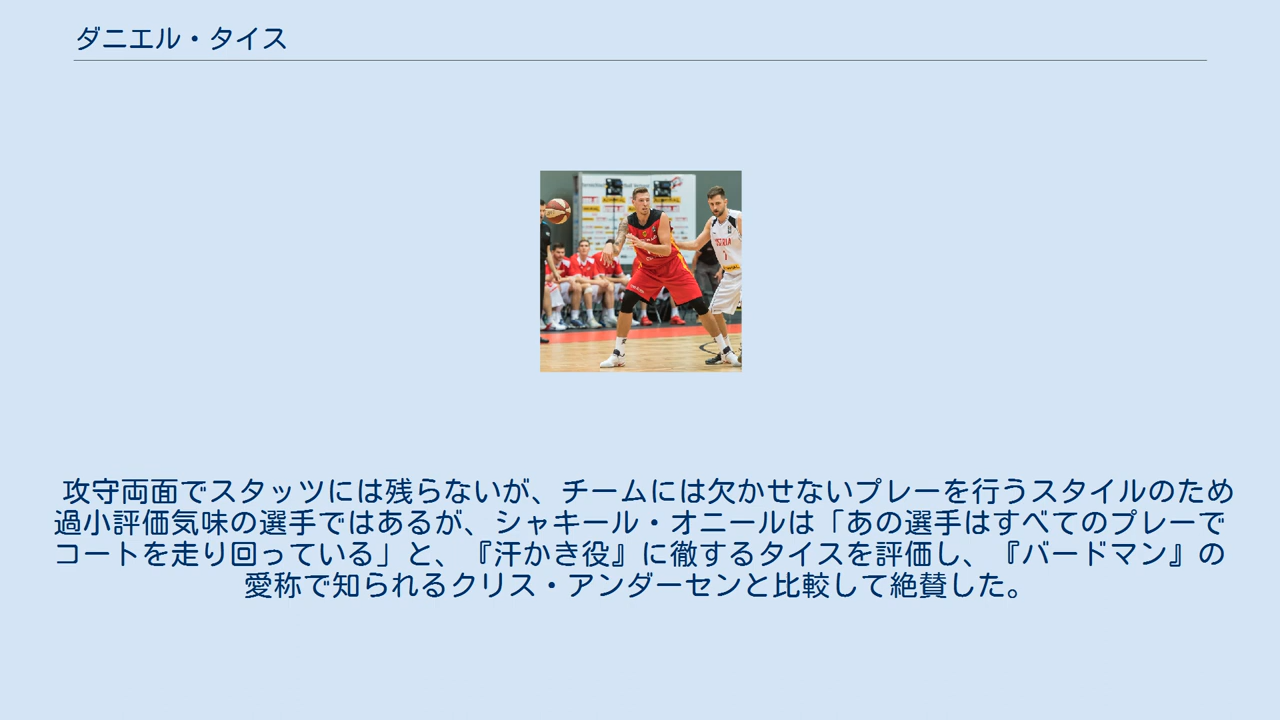 ダニエル・タイス
攻守両面でスタッツには残らないが、チームには欠かせないプレーを行うスタイルのため
過小評価気味の選手ではあるが、シャキール・オニールは「あの選手はすべてのプレーで
コートを走り回っている」と、『汗かき役』に徹するタイスを評価し、『バードマン』の
愛称で知られるクリス・アンダーセンと比較して絶賛した。